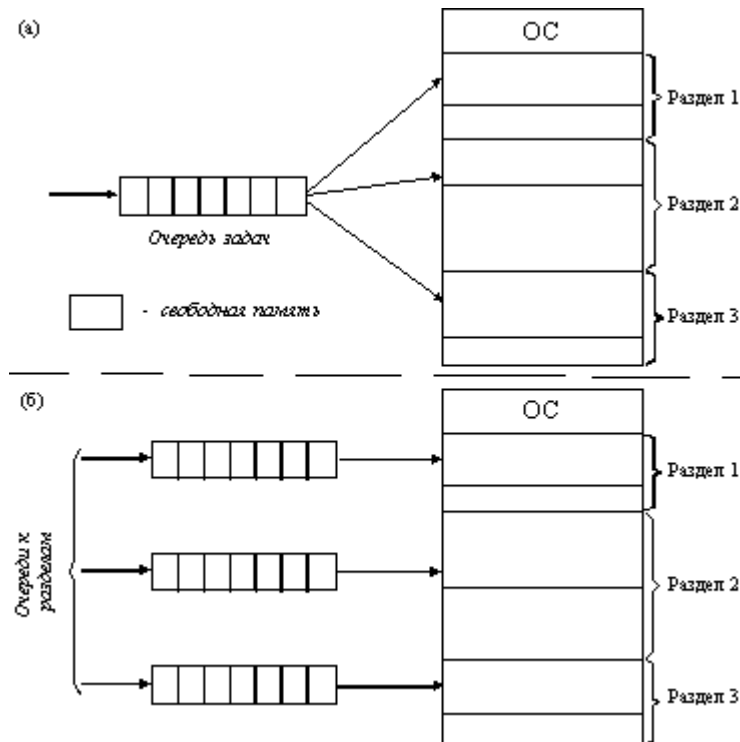 (а)
ОС
Раздел 1
Раздел 2
Очередь задач
- свободная память
Раздел 3
(б)
ОС
Раздел 1
Очереди к
разделам
Раздел 2
Раздел 3